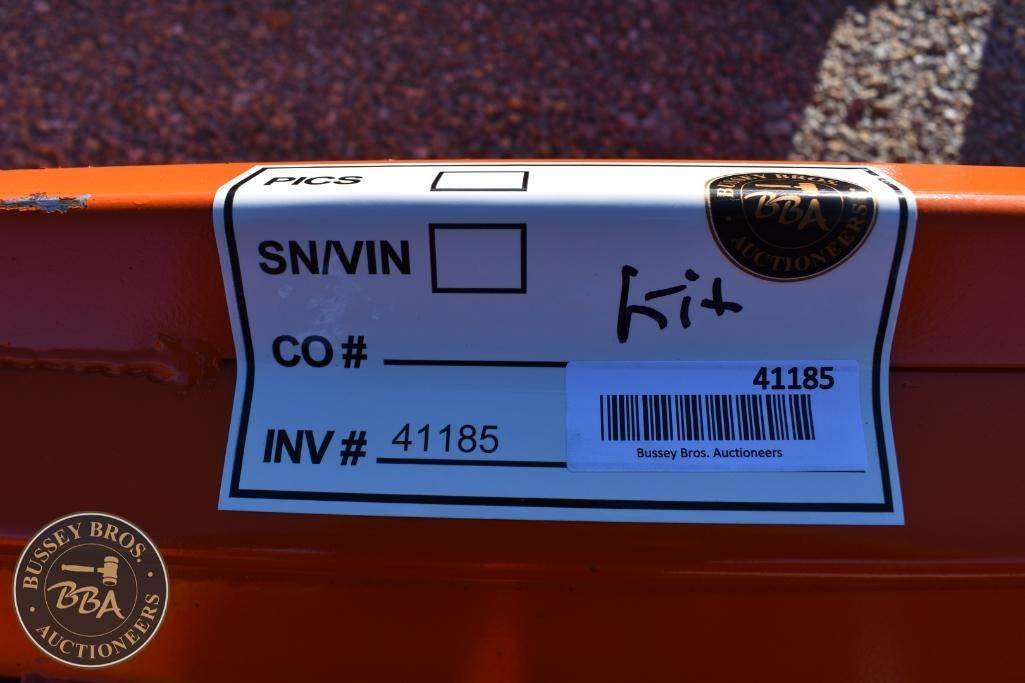 PICS
BUSSEY BROS.
BBA
AUCTIONEERS
SN/VIN
Kit
CO #
41185
INV # 41185
Bussey Bros. Auctioneers
· BUSSEY BROS. ·
BBA
AUCTIONEERS